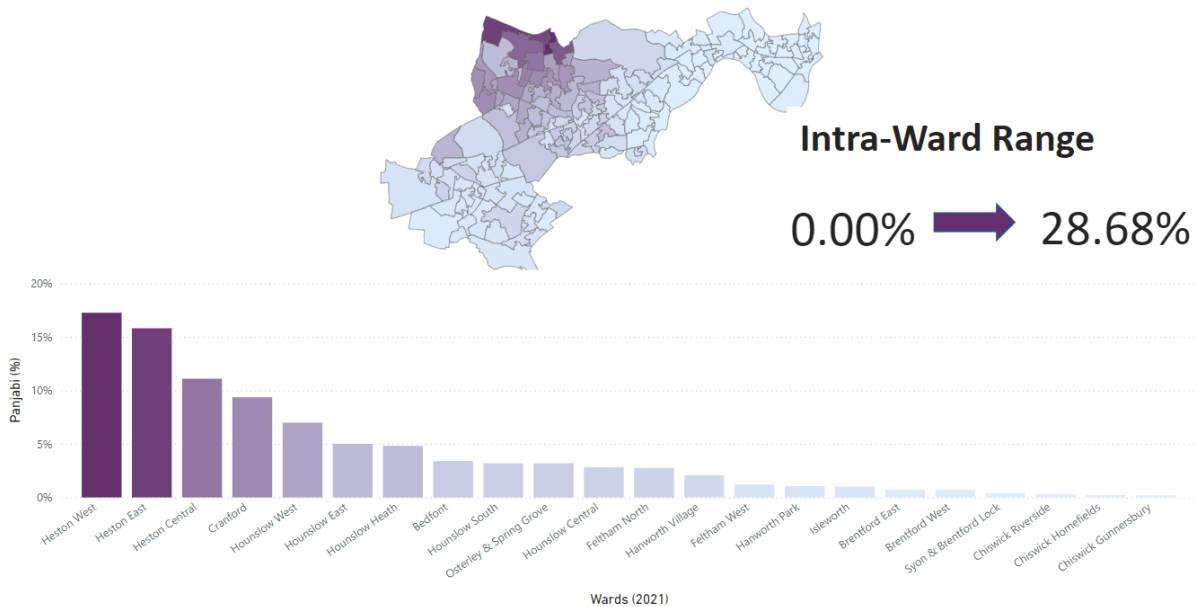 Intra-Ward Range
0.00% 28.68%
20%
15%
10%
5%
0%
Panjabi (%)
Heston West
Heston East
Heston Central
Cranford
Hounslow West
Hounslow East
Hounslow Heath
Bedfont
Hounslow South
Osterley & Spring Grove
Hounslow Central
Feltham North
Hanworth Village
Feltham West
Hanworth Park
Isleworth
Brentford East
Brentford West
Syon & Brentford Lock
Chiswick Riverside
Chiswick Homefields
Chiswick Gunnersbury
Wards (2021)